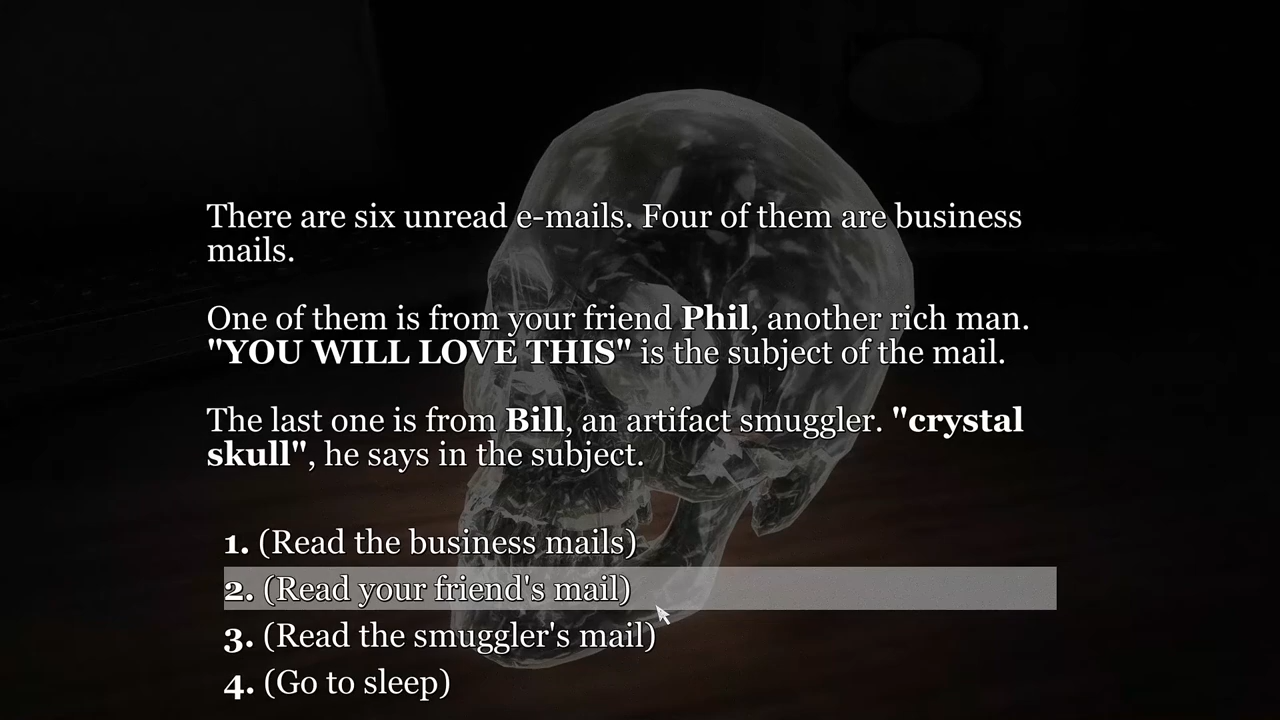 There are six unread e-mails. Four of them are business
mails.
One of them is from your friend Phil, another rich man.
"YOU WILL LOVE THIS" is the subject of the mail.
The last one is from Bill, an artifact smuggler. "crystal
skull", he says in the subject.
1. (Read the business mails)
2. (Read your friend's mail)
3. (Read the smuggler's mail)
4. (Go to sleep)